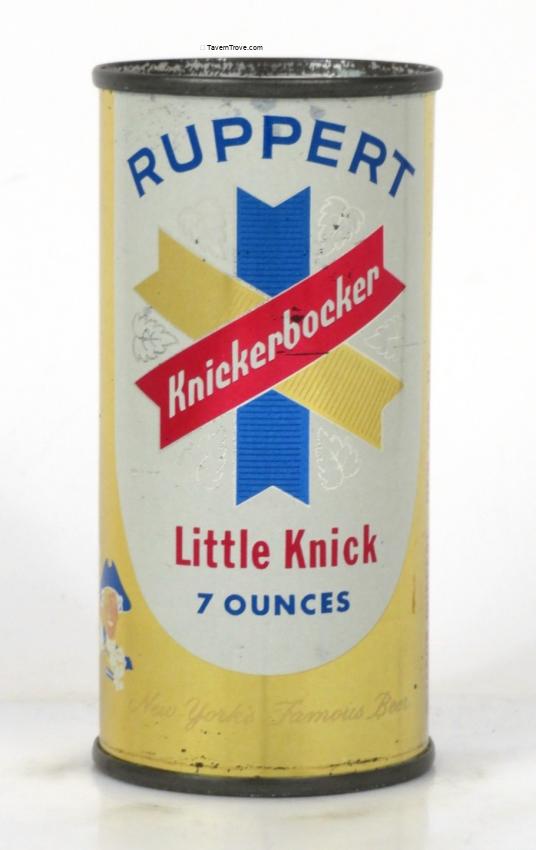 TavernTrove.com
RUPPERT
Knickerbocker
Little Knick
7 OUNCES
New York's Famous Beer